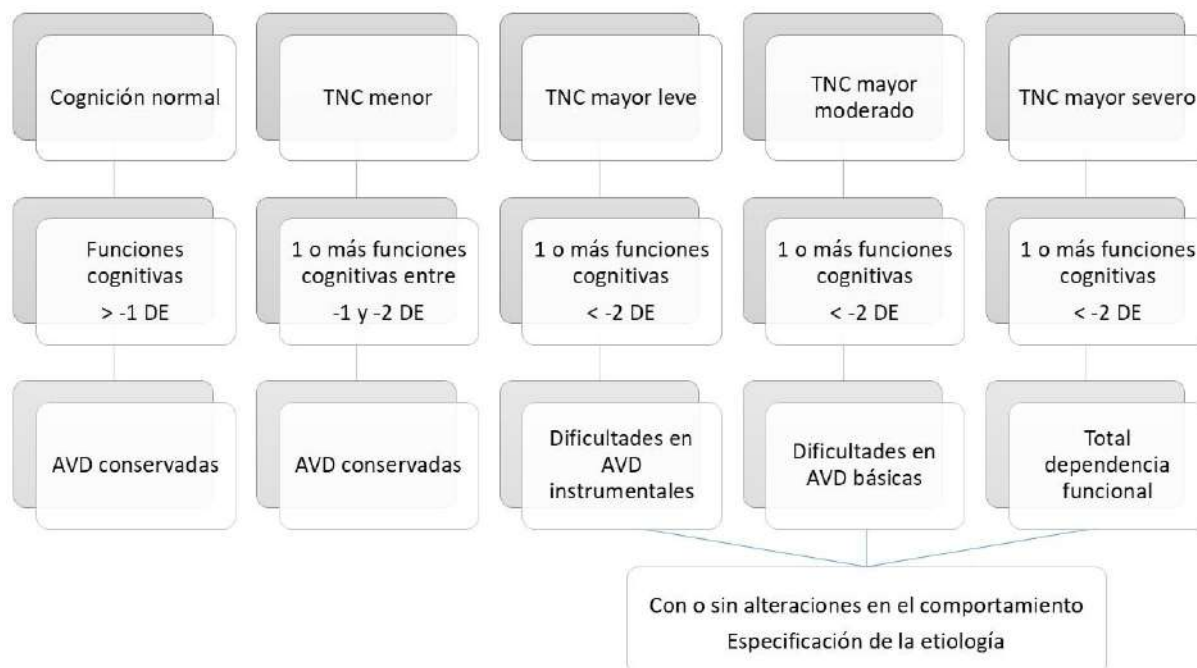 Cognición normal
TNC menor
TNC mayor leve
TNC mayor
moderado
TNC mayor severo
Funciones
cognitivas
> -1 DE
1 o más funciones
cognitivas entre
-1 y -2 DE
1 o más funciones
cognitivas
< -2 DE
1 o más funciones
cognitivas
< -2 DE
1 o más funciones
cognitivas
< -2 DE
AVD conservadas
AVD conservadas
Dificultades en
AVD
instrumentales
Dificultades en
AVD básicas
Total
dependencia
funcional
Con o sin alteraciones en el comportamiento
Especificación de la etiología